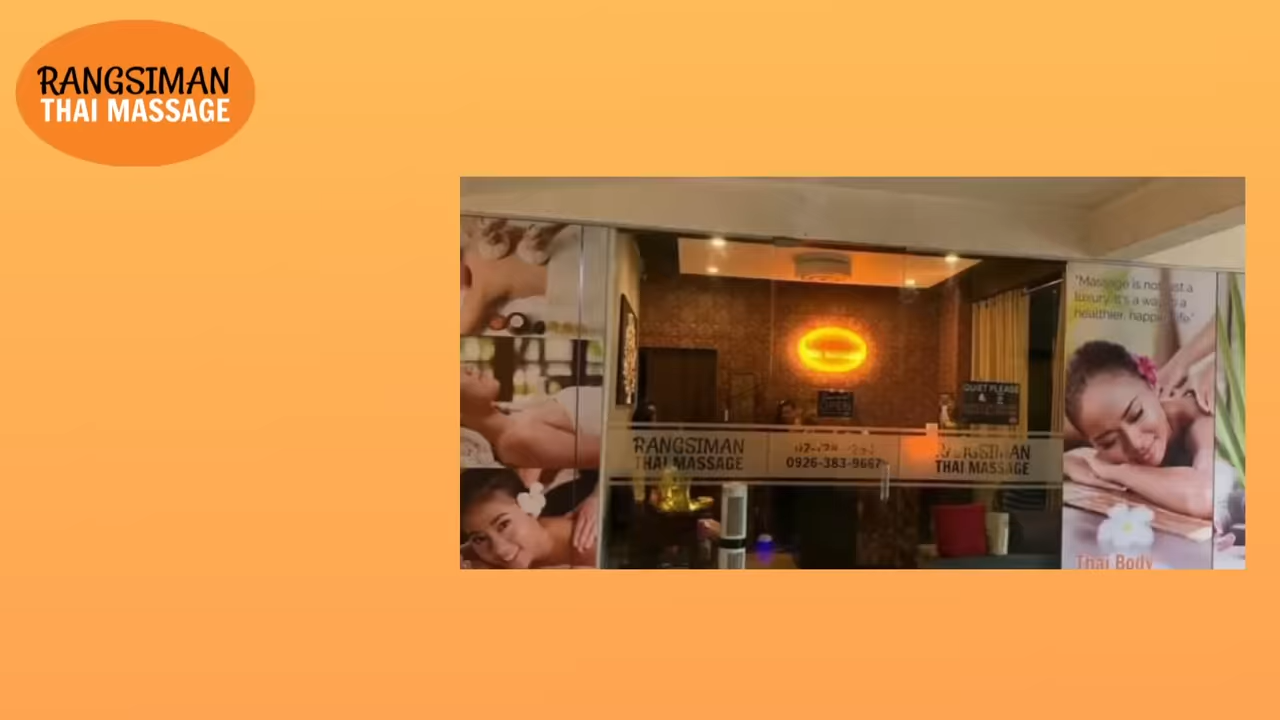 RANGSIMAN
THAI MASSAGE
"Massage is not just a
luxury. It's a way to a
healthier, happier life."
QUIET PLEASE
&
OPEN
RANGSIMAN
THAI MASSAGE
0926-383-9667
RANGSIMAN
THAI MASSAGE
Thai Body